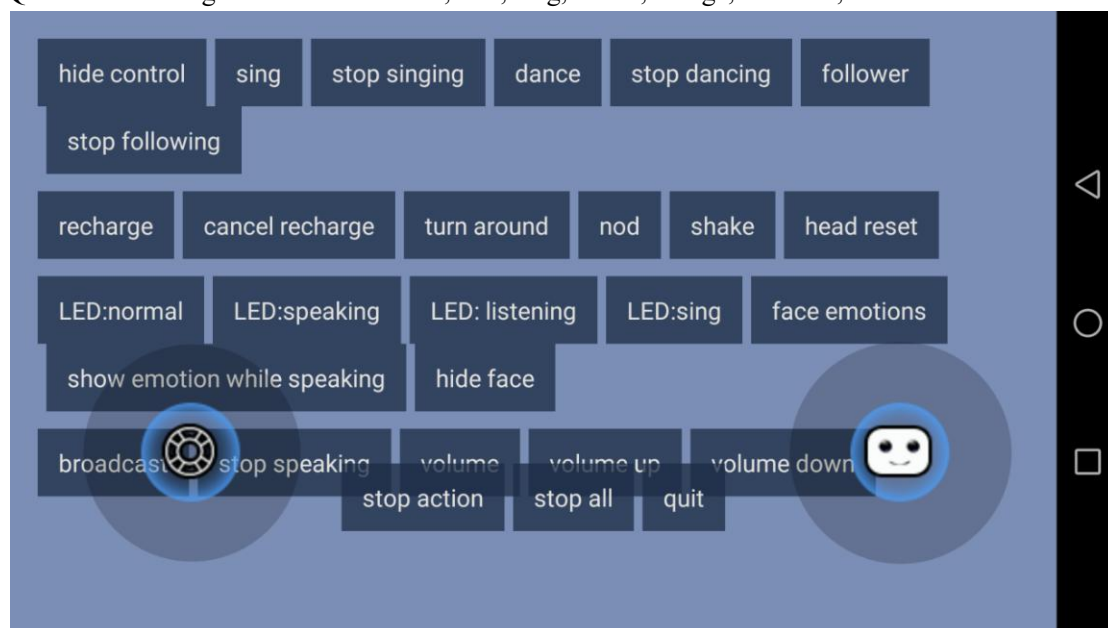 hide control sing stop singing dance stop dancing follower
stop following
recharge cancel recharge turn around nod shake head reset
LED:normal LED:speaking LED: listening LED:sing face emotions
show emotion while speaking hide face
broadcast stop speaking volume volume up volume down
stop action stop all quit